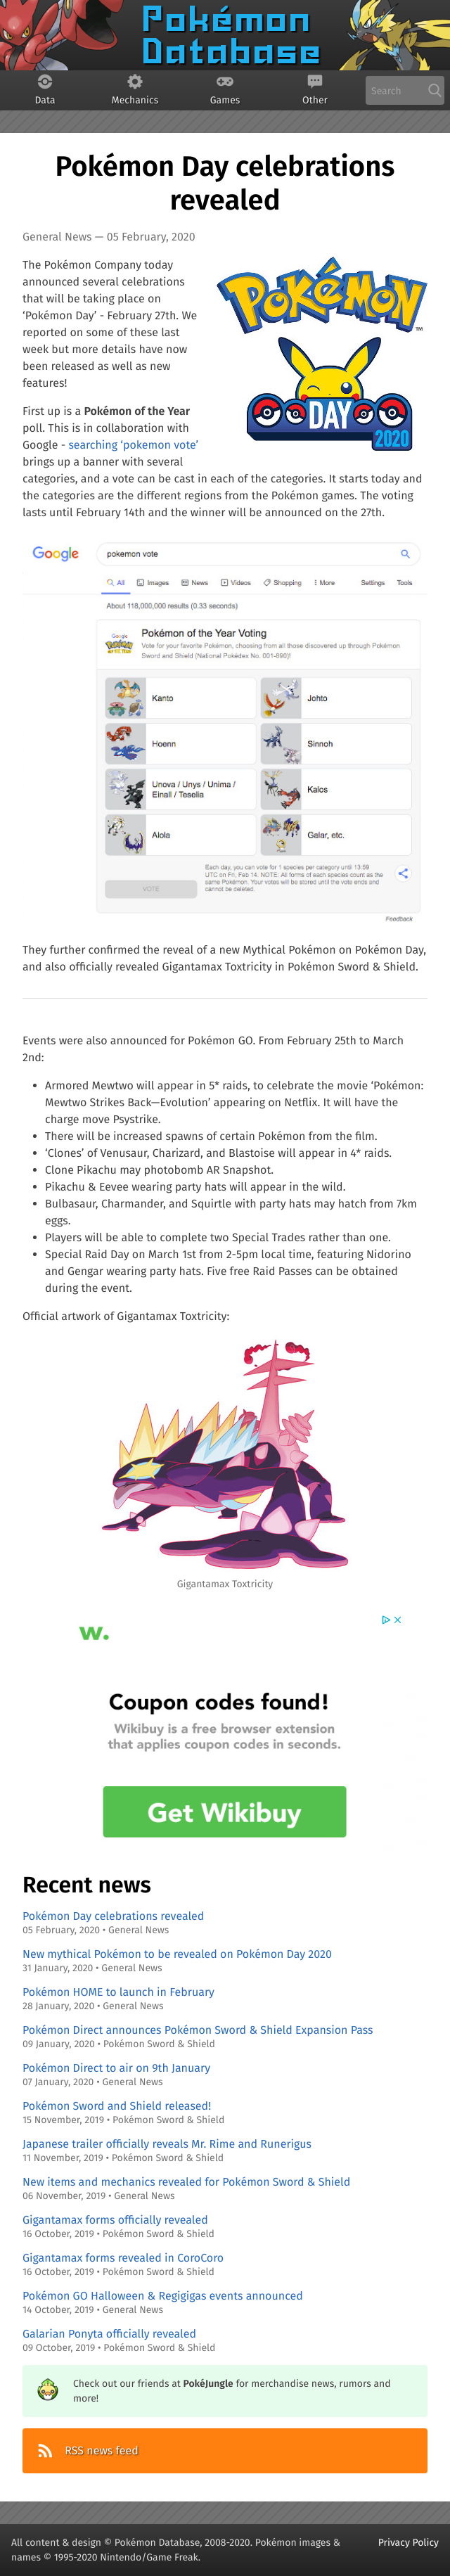 Pokémon
Database
Data
Mechanics
Games
Other
Search
Pokémon Day celebrations
revealed
General News — 05 February, 2020
The Pokémon Company today
announced several celebrations
that will be taking place on
‘Pokémon Day’ - February 27th. We
reported on some of these last
week but more details have now
been released as well as new
features!
POKéMON
TM
DAY
2020
First up is a Pokémon of the Year
poll. This is in collaboration with
Google - searching ‘pokemon vote’
brings up a banner with several
categories, and a vote can be cast in each of the categories. It starts today and
the categories are the different regions from the Pokémon games. The voting
lasts until February 14th and the winner will be announced on the 27th.
Google
pokemon vote
All
Images
News
Videos
Shopping
More
Settings
Tools
About 118,000,000 results (0.33 seconds)
Google
Pokémon of the Year Voting
Vote for your favorite Pokémon, choosing from all those discovered up through Pokémon
Sword and Shield (National Pokédex No. 001-890)!
Kanto
Johto
Hoenn
Sinnoh
Unova / Unys / Unima /
Einall / Teselia
Kalos
Alola
Galar, etc.
Each day, you can vote for 1 species per category until 13:59
UTC on Fri, Feb 14. NOTE: All forms of each species count as the
same Pokémon. Your votes will be stored until the vote ends and
cannot be deleted.
VOTE
Feedback
They further confirmed the reveal of a new Mythical Pokémon on Pokémon Day,
and also officially revealed Gigantamax Toxtricity in Pokémon Sword & Shield.
Events were also announced for Pokémon GO. From February 25th to March
2nd:
• Armored Mewtwo will appear in 5* raids, to celebrate the movie ‘Pokémon:
Mewtwo Strikes Back—Evolution’ appearing on Netflix. It will have the
charge move Psystrike.
• There will be increased spawns of certain Pokémon from the film.
• ‘Clones’ of Venusaur, Charizard, and Blastoise will appear in 4* raids.
• Clone Pikachu may photobomb AR Snapshot.
• Pikachu & Eevee wearing party hats will appear in the wild.
• Bulbasaur, Charmander, and Squirtle with party hats may hatch from 7km
eggs.
• Players will be able to complete two Special Trades rather than one.
• Special Raid Day on March 1st from 2-5pm local time, featuring Nidorino
and Gengar wearing party hats. Five free Raid Passes can be obtained
during the event.
Official artwork of Gigantamax Toxtricity:
Gigantamax Toxtricity
w.
Coupon codes found!
Wikibuy is a free browser extension
that applies coupon codes in seconds.
Get Wikibuy
Recent news
Pokémon Day celebrations revealed
05 February, 2020 • General News
New mythical Pokémon to be revealed on Pokémon Day 2020
31 January, 2020 • General News
Pokémon HOME to launch in February
28 January, 2020 • General News
Pokémon Direct announces Pokémon Sword & Shield Expansion Pass
09 January, 2020 • Pokémon Sword & Shield
Pokémon Direct to air on 9th January
07 January, 2020 • General News
Pokémon Sword and Shield released!
15 November, 2019 • Pokémon Sword & Shield
Japanese trailer officially reveals Mr. Rime and Runerigus
11 November, 2019 • Pokémon Sword & Shield
New items and mechanics revealed for Pokémon Sword & Shield
06 November, 2019 • General News
Gigantamax forms officially revealed
16 October, 2019 • Pokémon Sword & Shield
Gigantamax forms revealed in CoroCoro
16 October, 2019 • Pokémon Sword & Shield
Pokémon GO Halloween & Regigigas events announced
14 October, 2019 • General News
Galarian Ponyta officially revealed
09 October, 2019 • Pokémon Sword & Shield
Check out our friends at PokéJungle for merchandise news, rumors and
more!
RSS news feed
All content & design © Pokémon Database, 2008-2020. Pokémon images &
names © 1995-2020 Nintendo/Game Freak.
Privacy Policy